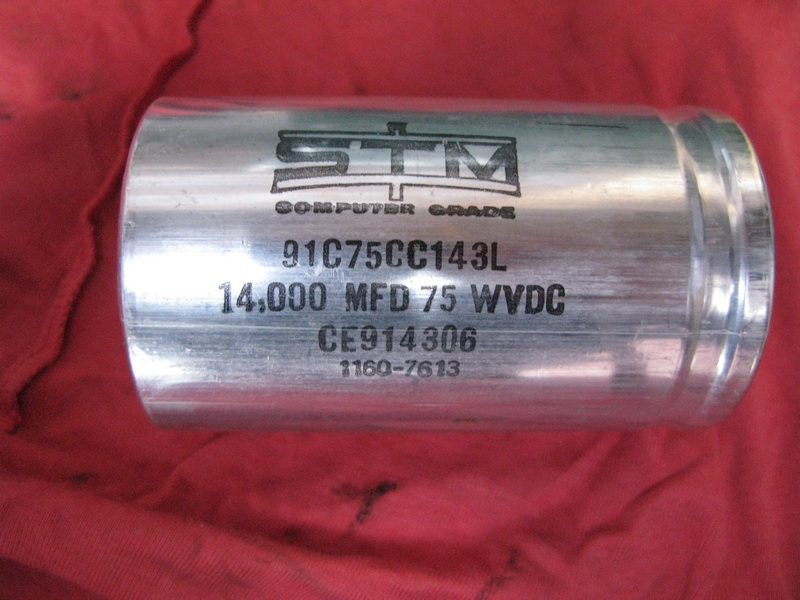 STM
COMPUTER GRADE
91C75CC143L
14,000 MFD 75 WVDC
CE914306
1160-7613